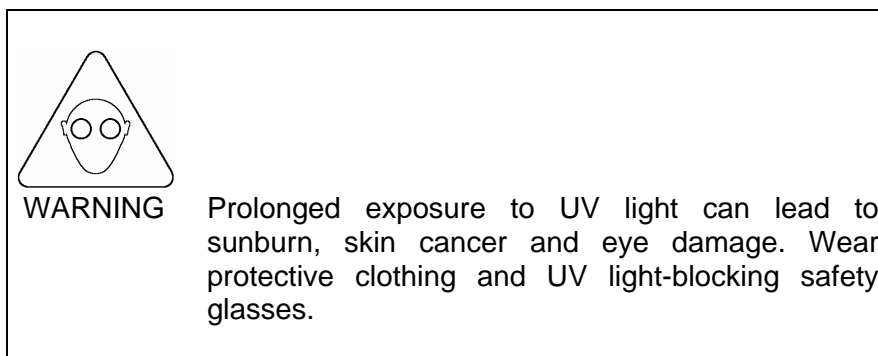 WARNING
Prolonged exposure to UV light can lead to
sunburn, skin cancer and eye damage. Wear
protective clothing and UV light-blocking safety
glasses.